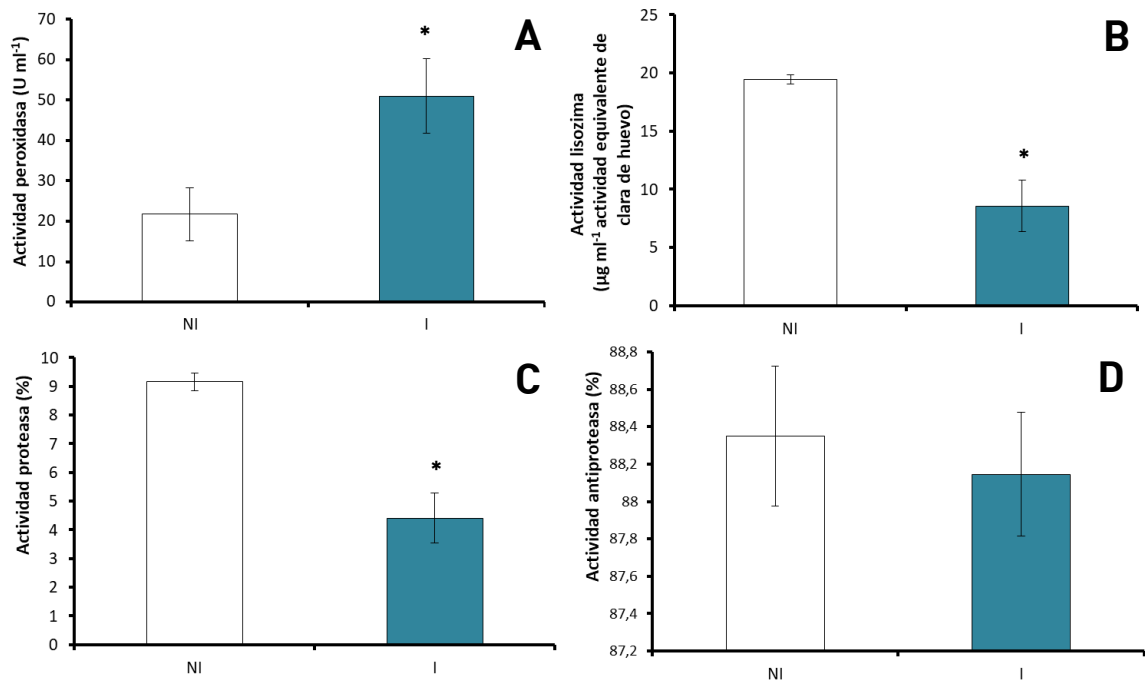 Actividad peroxidasa (U ml⁻¹)
70
60
50
40
30
20
10
0
*
A
NI
I
Actividad lisozima
(µg ml⁻¹ actividad equivalente de
clara de huevo)
25
20
15
10
5
0
*
B
NI
I
Actividad proteasa (%)
10
9
8
7
6
5
4
3
2
1
0
*
C
NI
I
Actividad antiproteasa (%)
88,8
88,6
88,4
88,2
88
87,8
87,6
87,4
87,2
D
NI
I